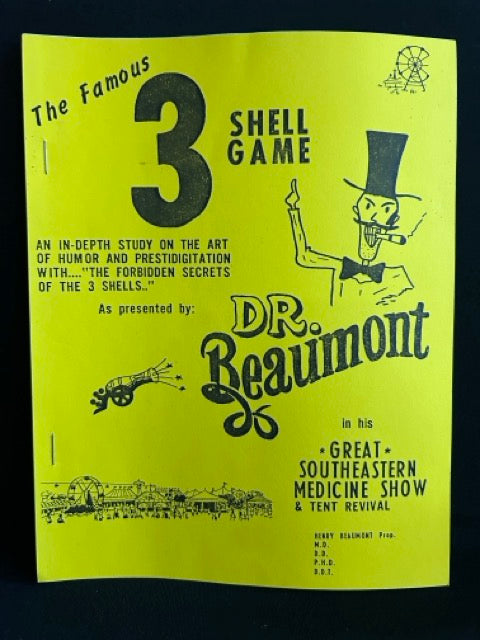 The Famous
3
SHELL
GAME
AN IN-DEPTH STUDY ON THE ART
OF HUMOR AND PRESTIDIGITATION
WITH...."THE FORBIDDEN SECRETS
OF THE 3 SHELLS.."
As presented by:
DR.
Beaumont
in his
*GREAT*
SOUTHEASTERN
MEDICINE SHOW
& TENT REVIVAL
HENRY BEAUMONT Prop.
M.D.
D.D.
P.H.D.
D.D.T.